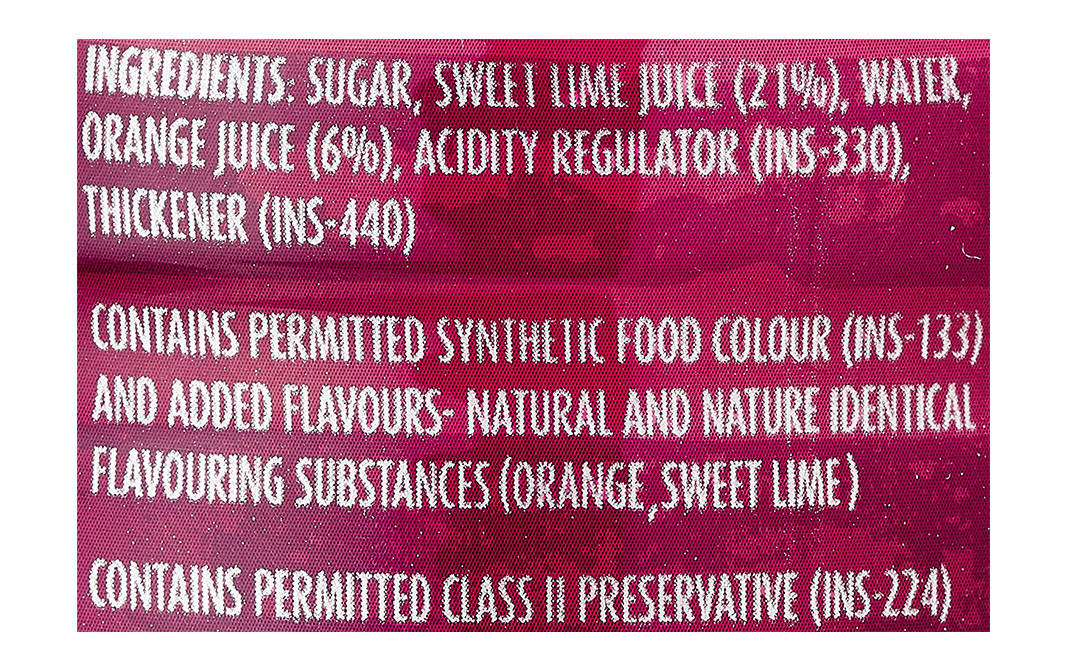 INGREDIENTS: SUGAR, SWEET LIME JUICE (21%), WATER,
ORANGE JUICE (6%), ACIDITY REGULATOR (INS-330),
THICKENER (INS-440)
CONTAINS PERMITTED SYNTHETIC FOOD COLOUR (INS-133)
AND ADDED FLAVOURS- NATURAL AND NATURE IDENTICAL
FLAVOURING SUBSTANCES (ORANGE,SWEET LIME)
CONTAINS PERMITTED CLASS II PRESERVATIVE (INS-224)